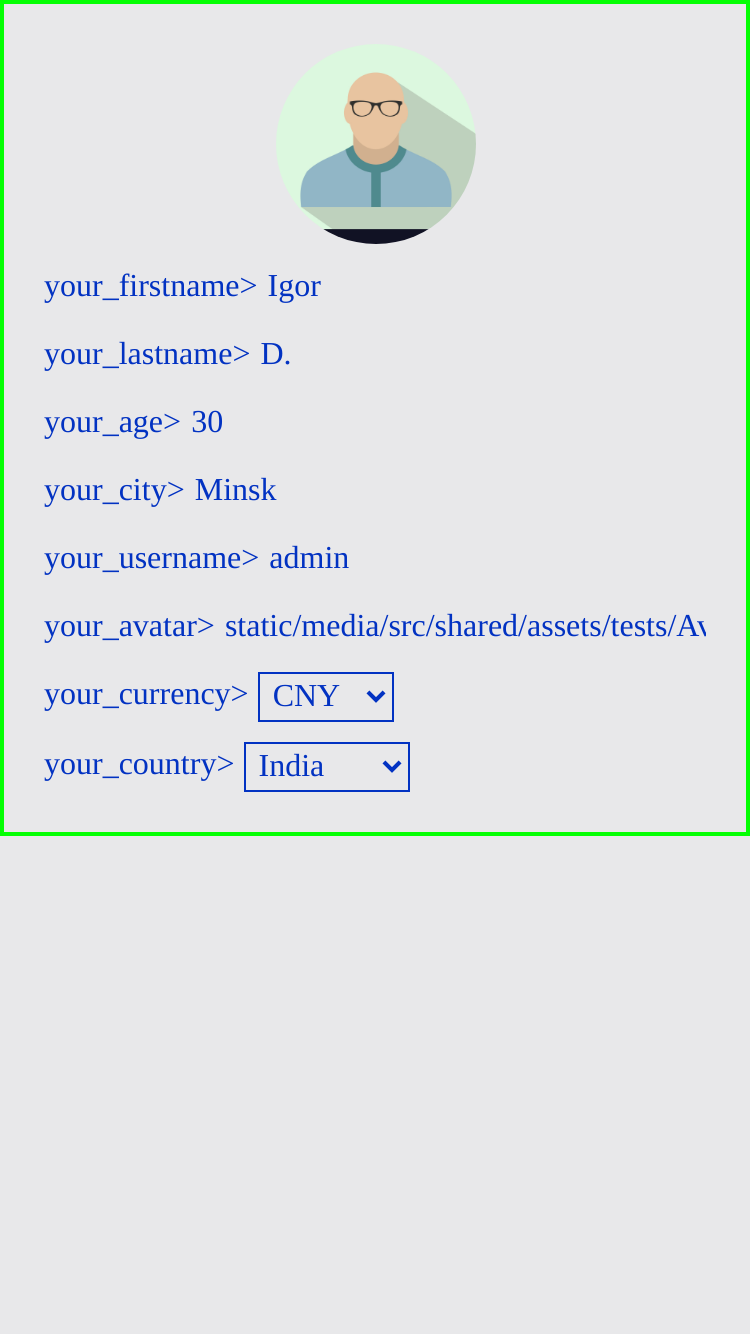 your_firstname> Igor
your_lastname> D.
your_age> 30
your_city> Minsk
your_username> admin
your_avatar> static/media/src/shared/assets/tests/Av
your_currency> CNY
your_country> India